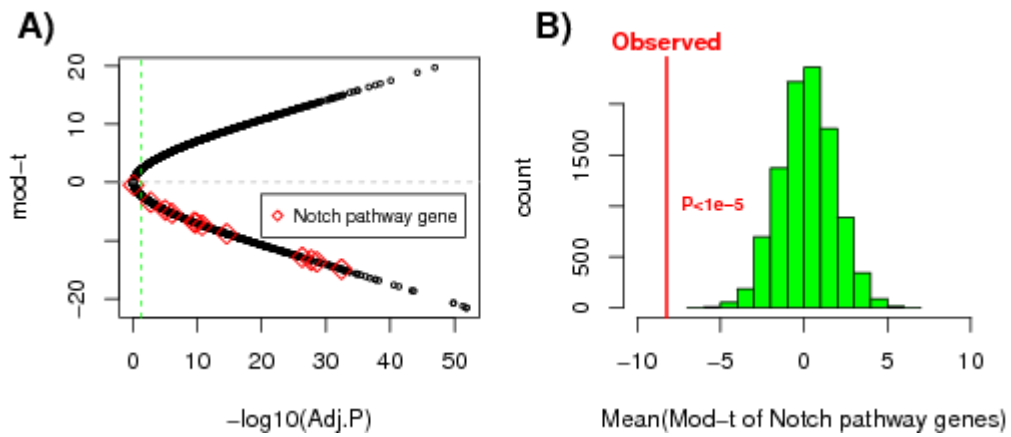 A)
mod−t
20
10
0
−20
0 10 20 30 40 50
−log10(Adj.P)
Notch pathway gene
B)
Observed
P<1e−5
count
1500
500
0
−10 −5 0 5 10
Mean(Mod−t of Notch pathway genes)